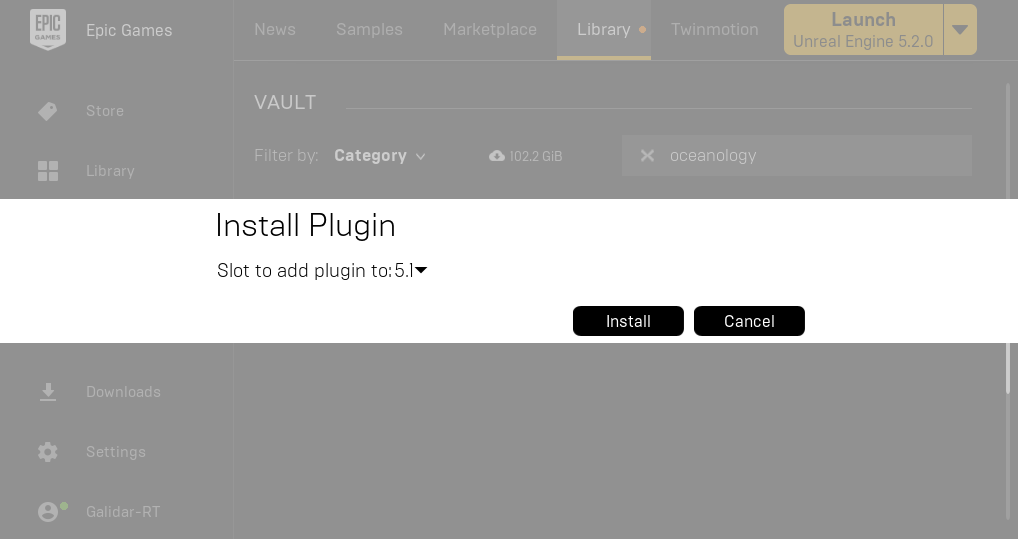 EPIC GAMES
Epic Games
News
Samples
Marketplace
Library
Twinmotion
Launch
Unreal Engine 5.2.0
Store
VAULT
Filter by:
Category
102.2 GiB
oceanology
Library
Install Plugin
Slot to add plugin to: 5.1
Install
Cancel
Downloads
Settings
Galidar-RT